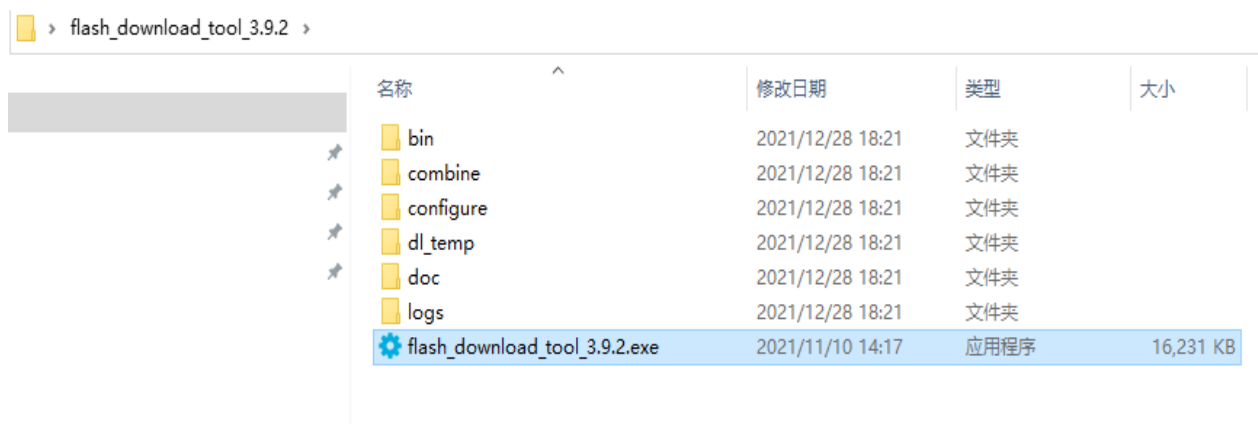 flash_download_tool_3.9.2
名称 修改日期 类型 大小
bin 2021/12/28 18:21 文件夹
combine 2021/12/28 18:21 文件夹
configure 2021/12/28 18:21 文件夹
dl_temp 2021/12/28 18:21 文件夹
doc 2021/12/28 18:21 文件夹
logs 2021/12/28 18:21 文件夹
flash_download_tool_3.9.2.exe 2021/11/10 14:17 应用程序 16,231 KB